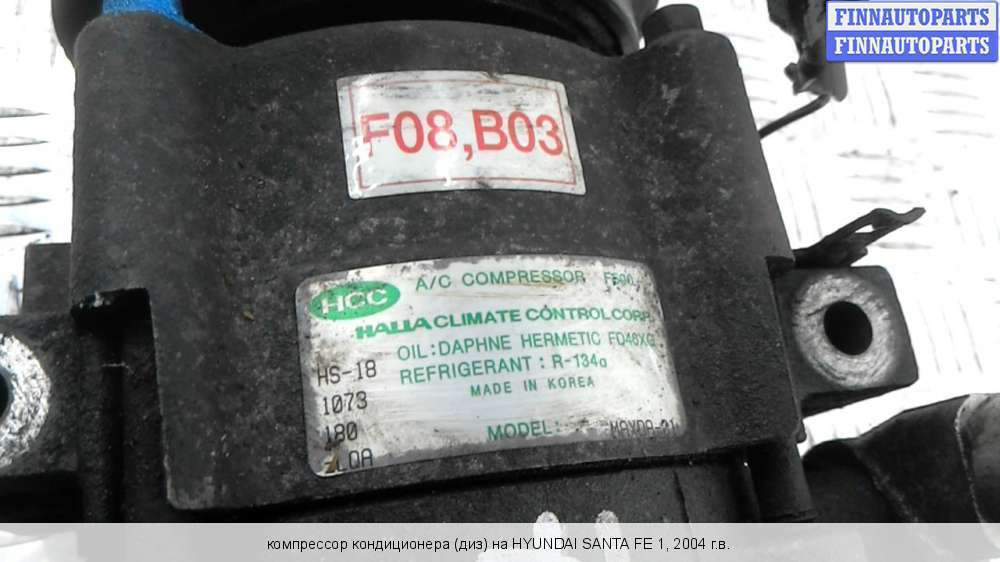 FINNAUTOPARTS
FINNAUTOPARTS
F08,B03
HCC
A/C COMPRESSOR
HALLA CLIMATE CONTROL CORP.
OIL:DAPHNE HERMETIC FD46XG
HS-18
REFRIGERANT: R-134a
1073
MADE IN KOREA
180
MODEL:
LQA
компрессор кондиционера (диз) на HYUNDAI SANTA FE 1, 2004 г.в.